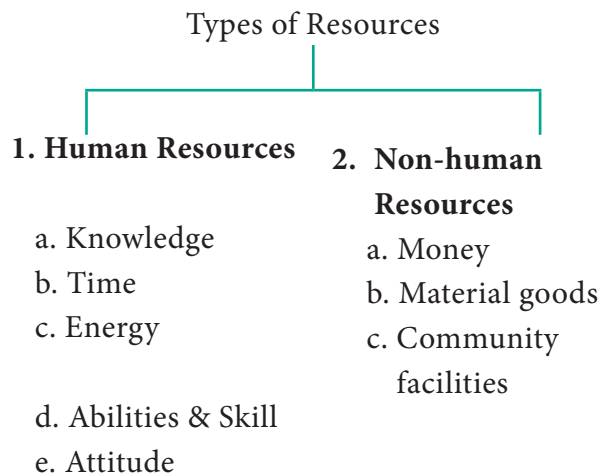 Types of Resources
1. Human Resources
a. Knowledge
b. Time
c. Energy
d. Abilities & Skill
e. Attitude
2. Non-human
Resources
a. Money
b. Material goods
c. Community
facilities